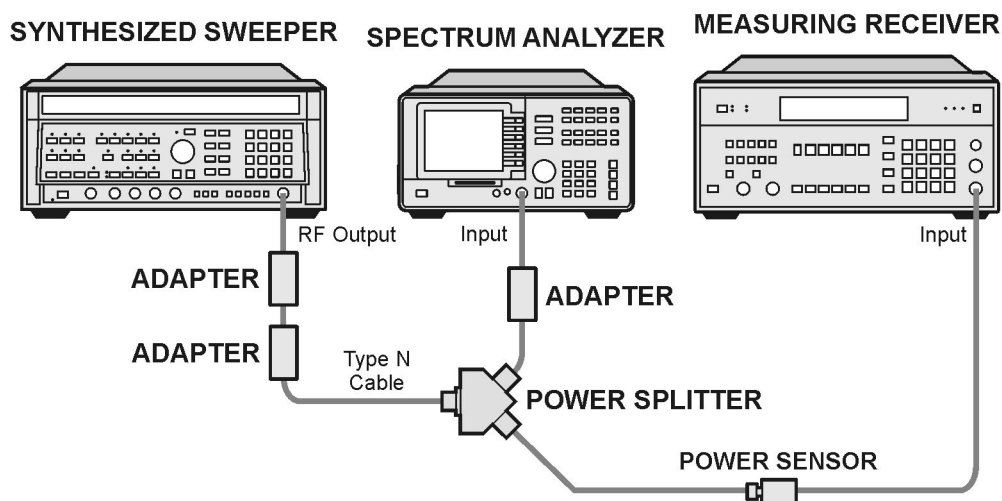 SYNTHESIZED SWEEPER
SPECTRUM ANALYZER
MEASURING RECEIVER
RF Output
Input
Input
ADAPTER
ADAPTER
ADAPTER
Type N
Cable
POWER SPLITTER
POWER SENSOR